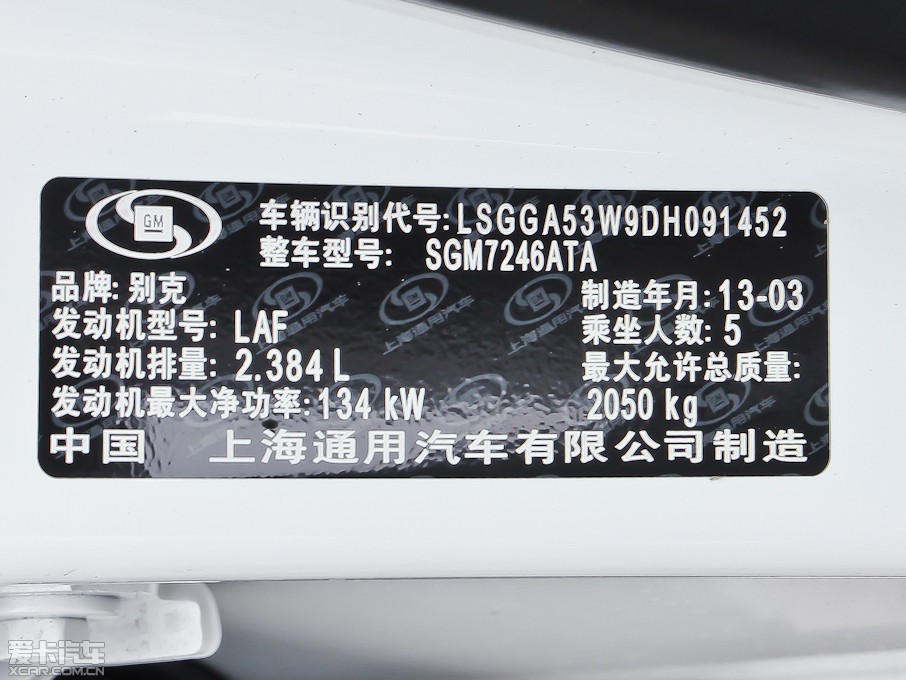 GM
车辆识别代号:LSGGA53W9DH091452
整车型号: SGM7246ATA
品牌: 别克
制造年月:13-03
发动机型号: LAF
乘坐人数: 5
发动机排量: 2.384 L
最大允许总质量:
发动机最大净功率:134 kW
2050 kg
中国 上海通用汽车有限公司制造
爱卡汽车
XCAR.COM.CN